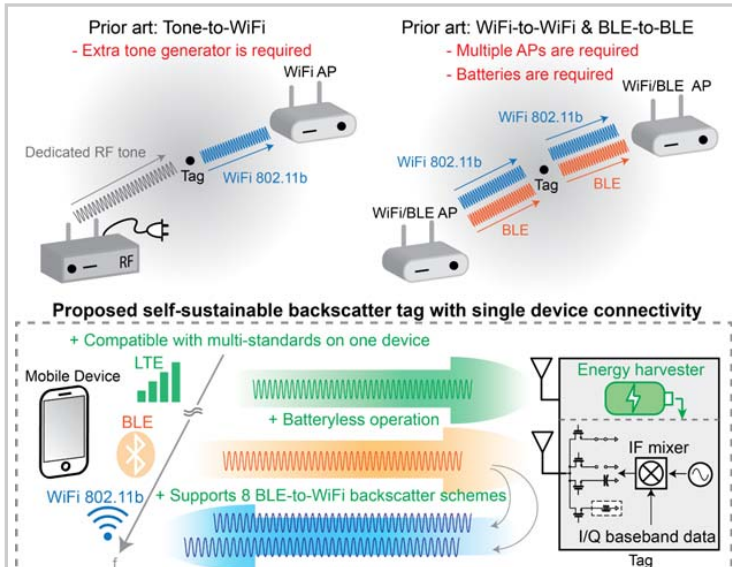 Prior art: Tone-to-WiFi
- Extra tone generator is required
WiFi AP
Dedicated RF tone
Tag
WiFi 802.11b
RF
Prior art: WiFi-to-WiFi & BLE-to-BLE
- Multiple APs are required
- Batteries are required
WiFi/BLE AP
WiFi 802.11b
WiFi 802.11b
Tag
BLE
WiFi/BLE AP
BLE
Proposed self-sustainable backscatter tag with single device connectivity
+ Compatible with multi-standards on one device
Mobile Device
LTE
Energy harvester
+ Batteryless operation
BLE
IF mixer
WiFi 802.11b
+ Supports 8 BLE-to-WiFi backscatter schemes
I/Q baseband data
f
Tag